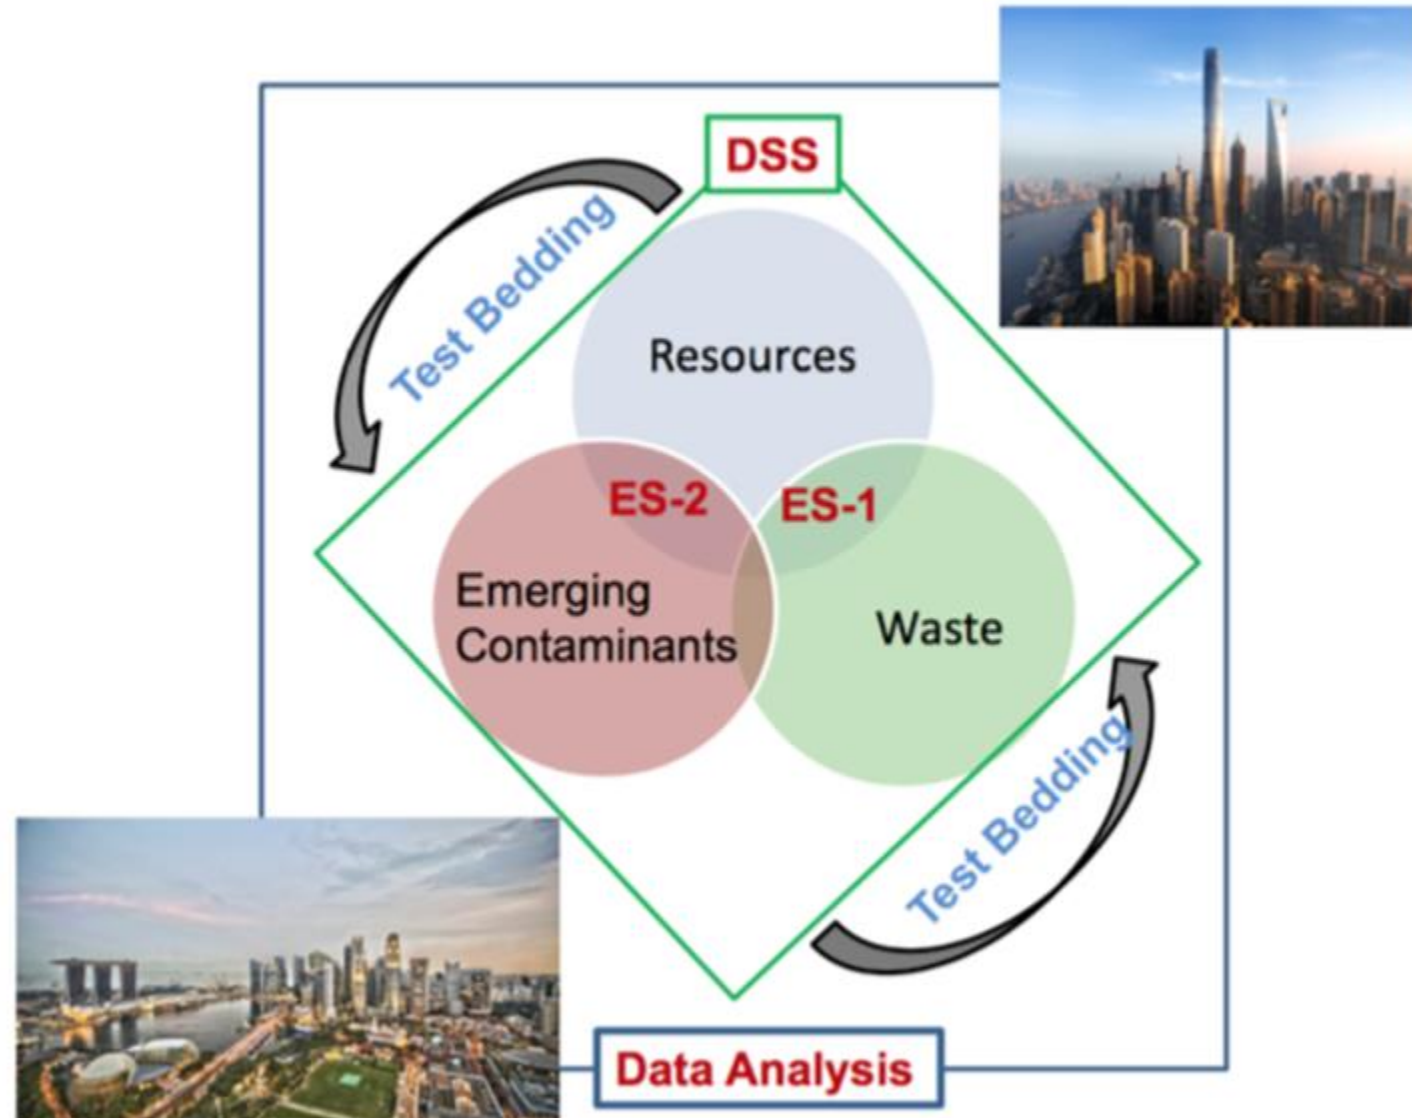 DSS
Test Bedding
Resources
ES-2
ES-1
Emerging
Contaminants
Waste
Test Bedding
Data Analysis